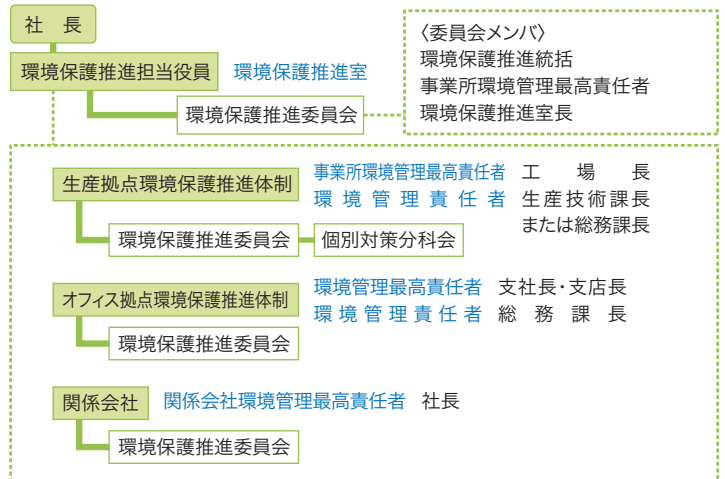 社 長
環境保護推進担当役員 環境保護推進室
環境保護推進委員会
〈委員会メンバ〉
環境保護推進統括
事業所環境管理最高責任者
環境保護推進室長
生産拠点環境保護推進体制
事業所環境管理最高責任者 工場長
環境管理責任者 生産技術課長
または総務課長
環境保護推進委員会 個別対策分科会
オフィス拠点環境保護推進体制
環境管理最高責任者 支社長・支店長
環境管理責任者 総務課長
環境保護推進委員会
関係会社 関係会社環境管理最高責任者 社長
環境保護推進委員会